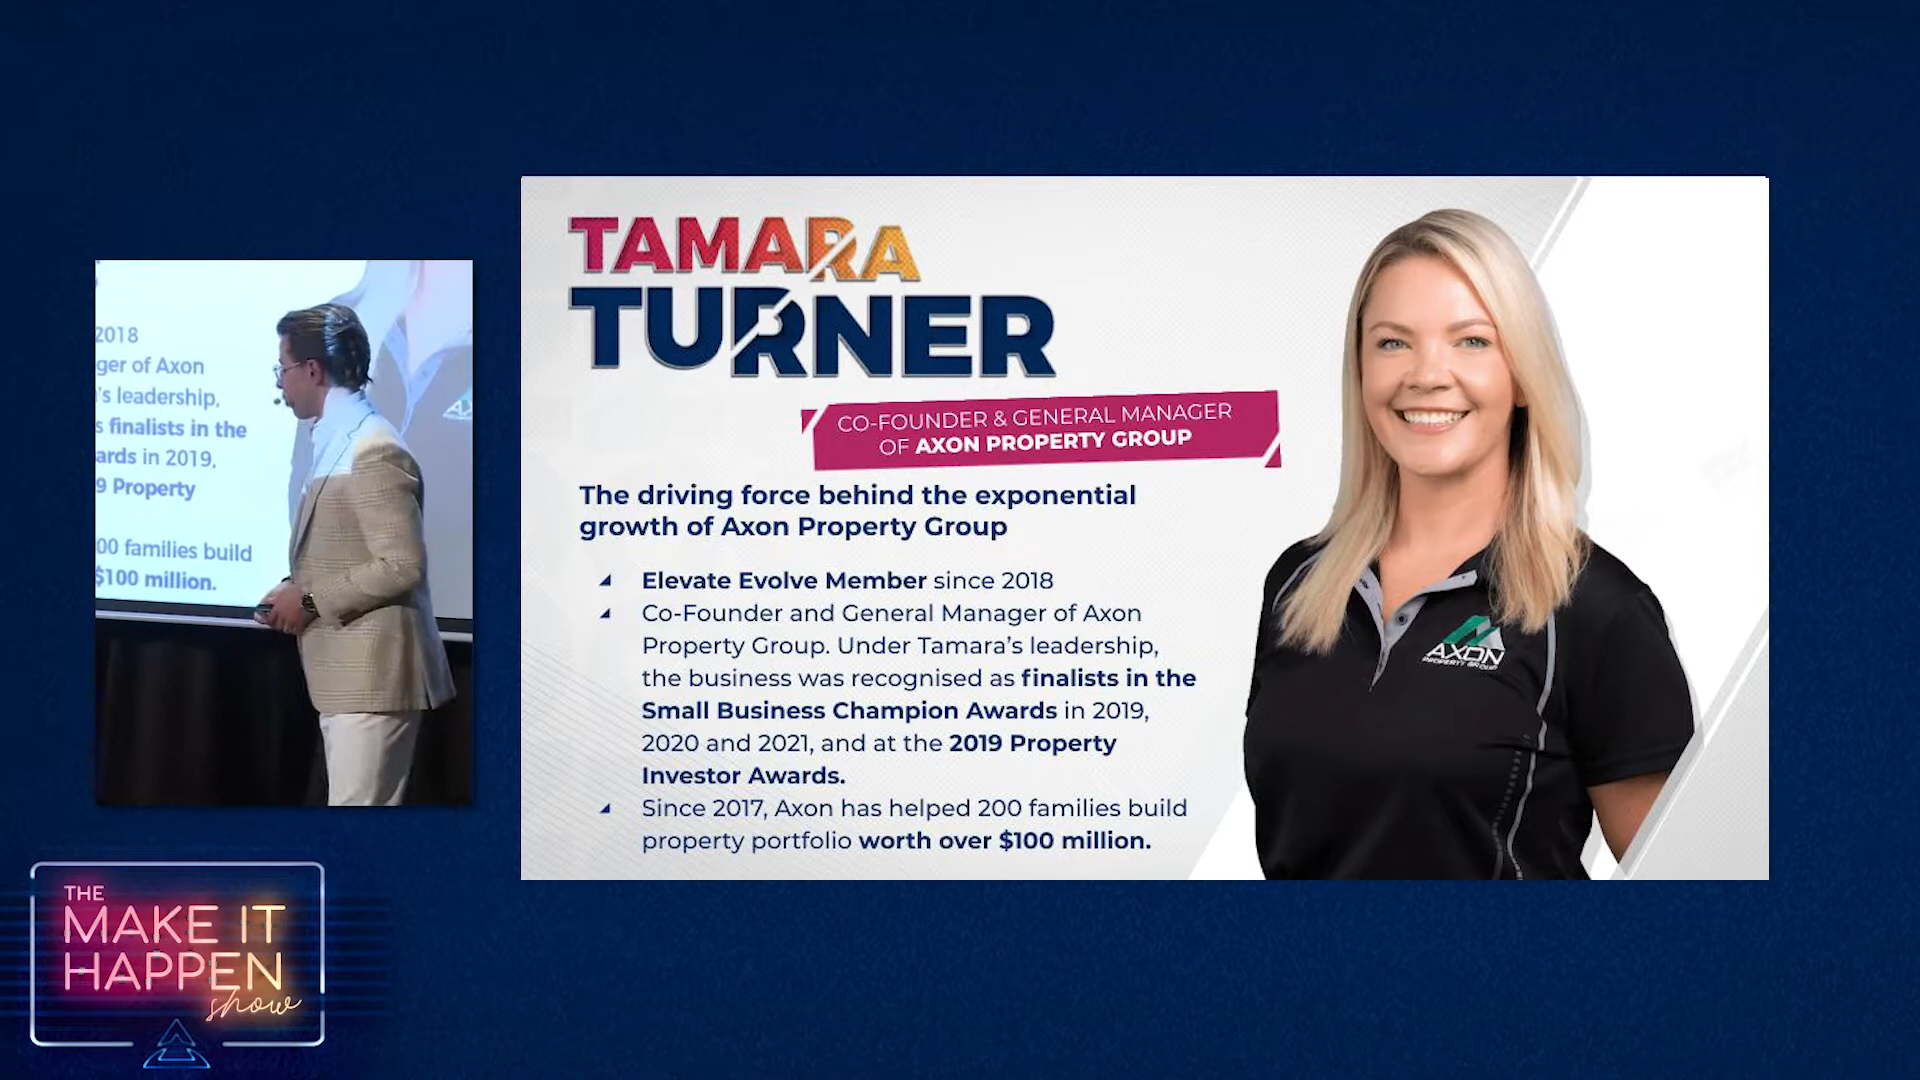 2018
ger of Axon
's leadership,
s finalists in the
ards in 2019,
9 Property
00 families build
$100 million.
TAMARA
TURNER
CO-FOUNDER & GENERAL MANAGER
OF AXON PROPERTY GROUP
The driving force behind the exponential
growth of Axon Property Group
Elevate Evolve Member since 2018
Co-Founder and General Manager of Axon
Property Group. Under Tamara’s leadership,
the business was recognised as finalists in the
Small Business Champion Awards in 2019,
2020 and 2021, and at the 2019 Property
Investor Awards.
Since 2017, Axon has helped 200 families build
property portfolio worth over $100 million.
AXON
PROPERTY GROUP
THE
MAKE IT
HAPPEN
show